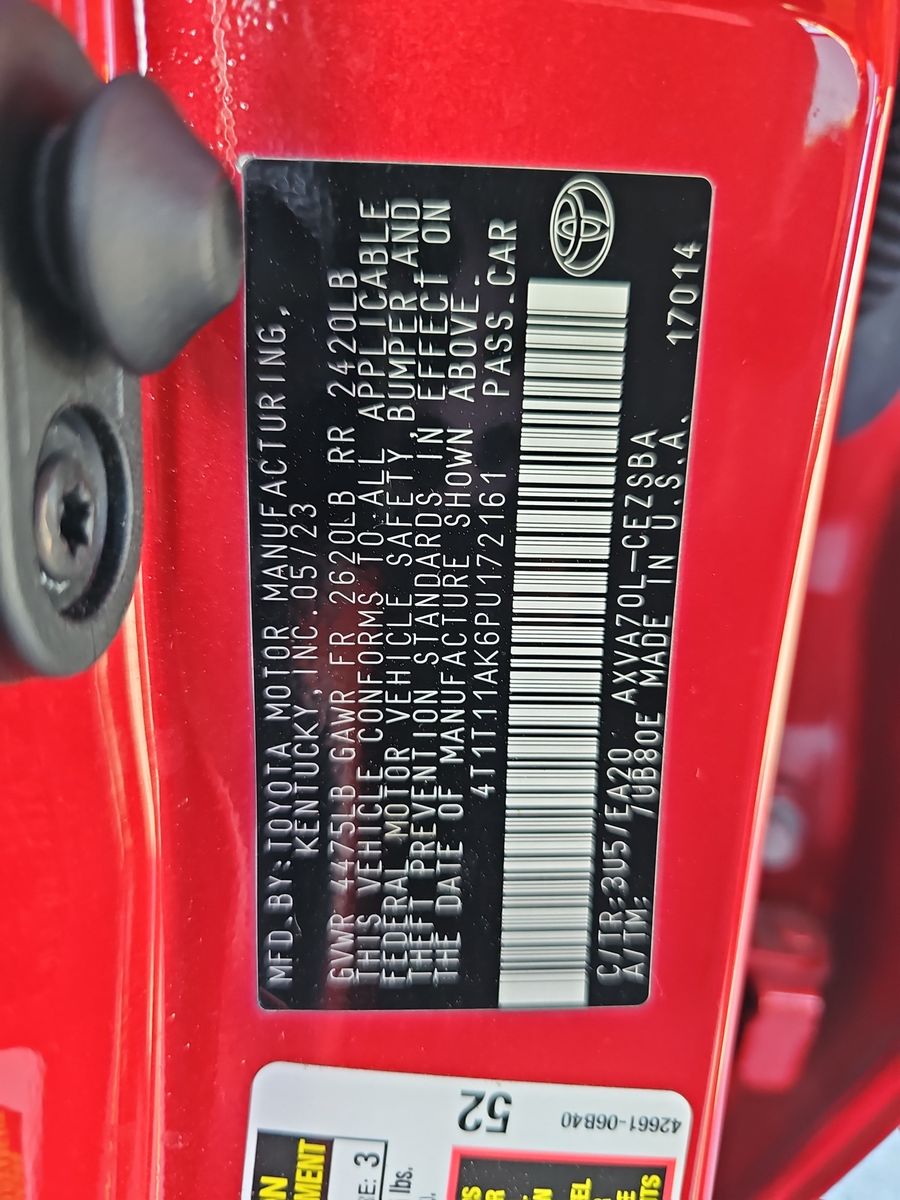 MFD.BY:TOYOTA MOTOR MANUFACTURING,
KENTUCKY,INC.05/23
GVWR 4475LB GAWR FR 2620LB RR 2420LB
THIS VEHICLE CONFORMS TO ALL APPLICABLE
FEDERAL MOTOR VEHICLE SAFETY, BUMPER,AND
THEFT PREVENTION STANDARDS IN EFFECT ON
THE DATE OF MANUFACTURE SHOWN ABOVE.
4T1T11AK6PU172161 PASS.CAR
C/TR:3U5/EA20 AXVA70L-CEZSBA
A/TM: /UB80E MADE IN U.S.A. 17014
52
42661-06B40
3
lbs.